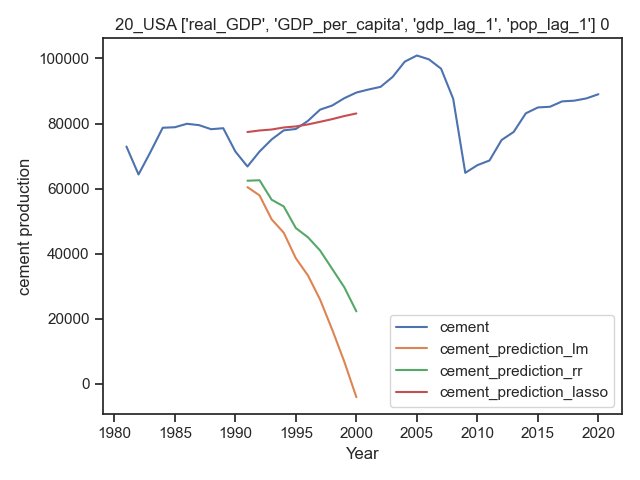 20_USA ['real_GDP', 'GDP_per_capita', 'gdp_lag_1', 'pop_lag_1'] 0
cement production
100000
80000
60000
40000
20000
0
cement
cement_prediction_lm
cement_prediction_rr
cement_prediction_lasso
1980 1985 1990 1995 2000 2005 2010 2015 2020
Year